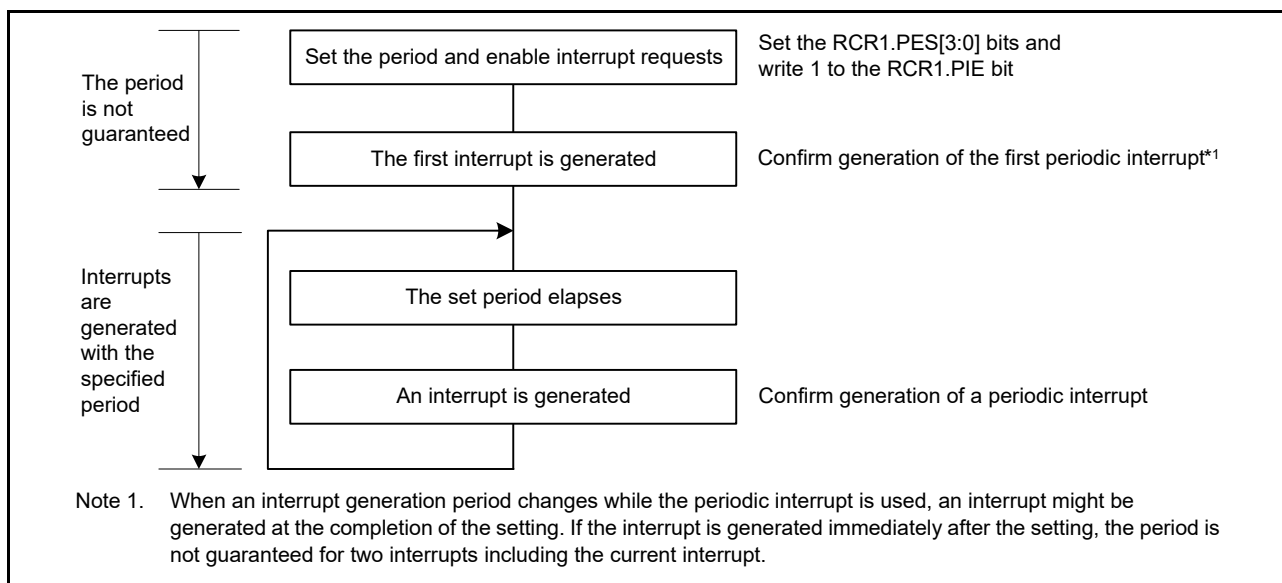 The period
is not
guaranteed
Set the period and enable interrupt requests
Set the RCR1.PES[3:0] bits and
write 1 to the RCR1.PIE bit
The first interrupt is generated
Confirm generation of the first periodic interrupt*1
Interrupts
are
generated
with the
specified
period
The set period elapses
An interrupt is generated
Confirm generation of a periodic interrupt
Note 1. When an interrupt generation period changes while the periodic interrupt is used, an interrupt might be
generated at the completion of the setting. If the interrupt is generated immediately after the setting, the period is
not guaranteed for two interrupts including the current interrupt.